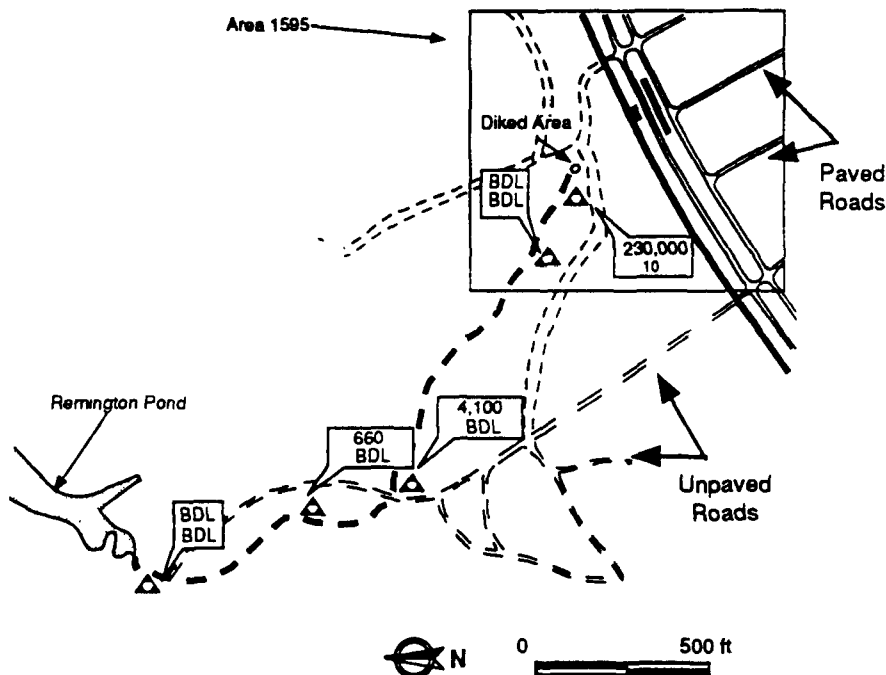 Area 1595
Diked Area
BDL
BDL
Paved
Roads
230,000
10
Remington Pond
4,100
BDL
660
BDL
Unpaved
Roads
BDL
BDL
N
0 500 ft